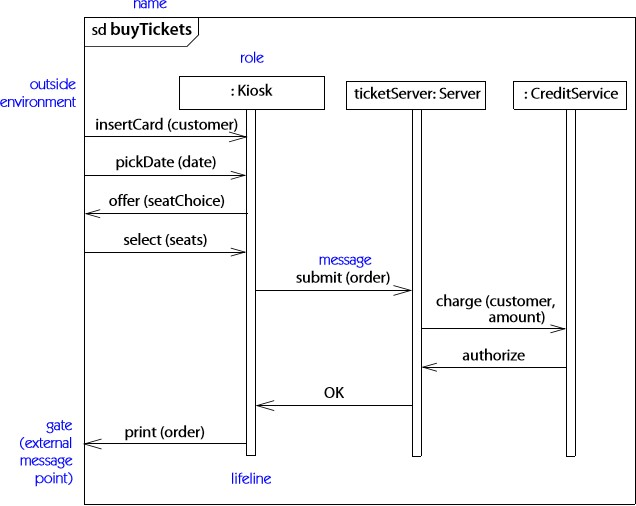 name
sd buyTickets
role
outside
environment
: Kiosk
ticketServer: Server
: CreditService
insertCard (customer)
pickDate (date)
offer (seatChoice)
select (seats)
message
submit (order)
charge (customer,
amount)
authorize
OK
gate
(external
message
point)
print (order)
lifeline